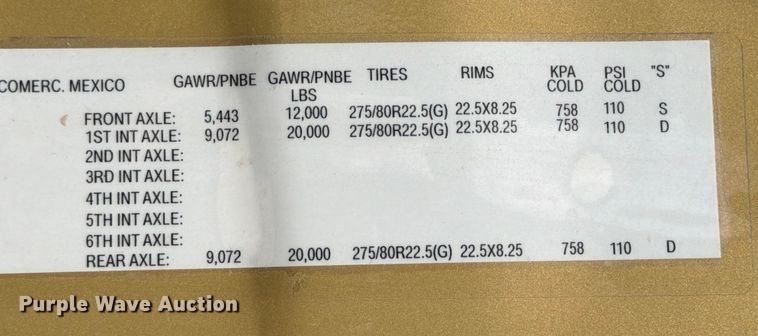 COMERC. MEXICO GAWR/PNBE GAWR/PNBE LBS TIRES RIMS KPA COLD PSI COLD "S"
FRONT AXLE: 5,443 12,000 275/80R22.5(G) 22.5X8.25 758 110 S
1ST INT AXLE: 9,072 20,000 275/80R22.5(G) 22.5X8.25 758 110 D
2ND INT AXLE:
3RD INT AXLE:
4TH INT AXLE:
5TH INT AXLE:
6TH INT AXLE:
REAR AXLE: 9,072 20,000 275/80R22.5(G) 22.5X8.25 758 110 D
Purple Wave Auction